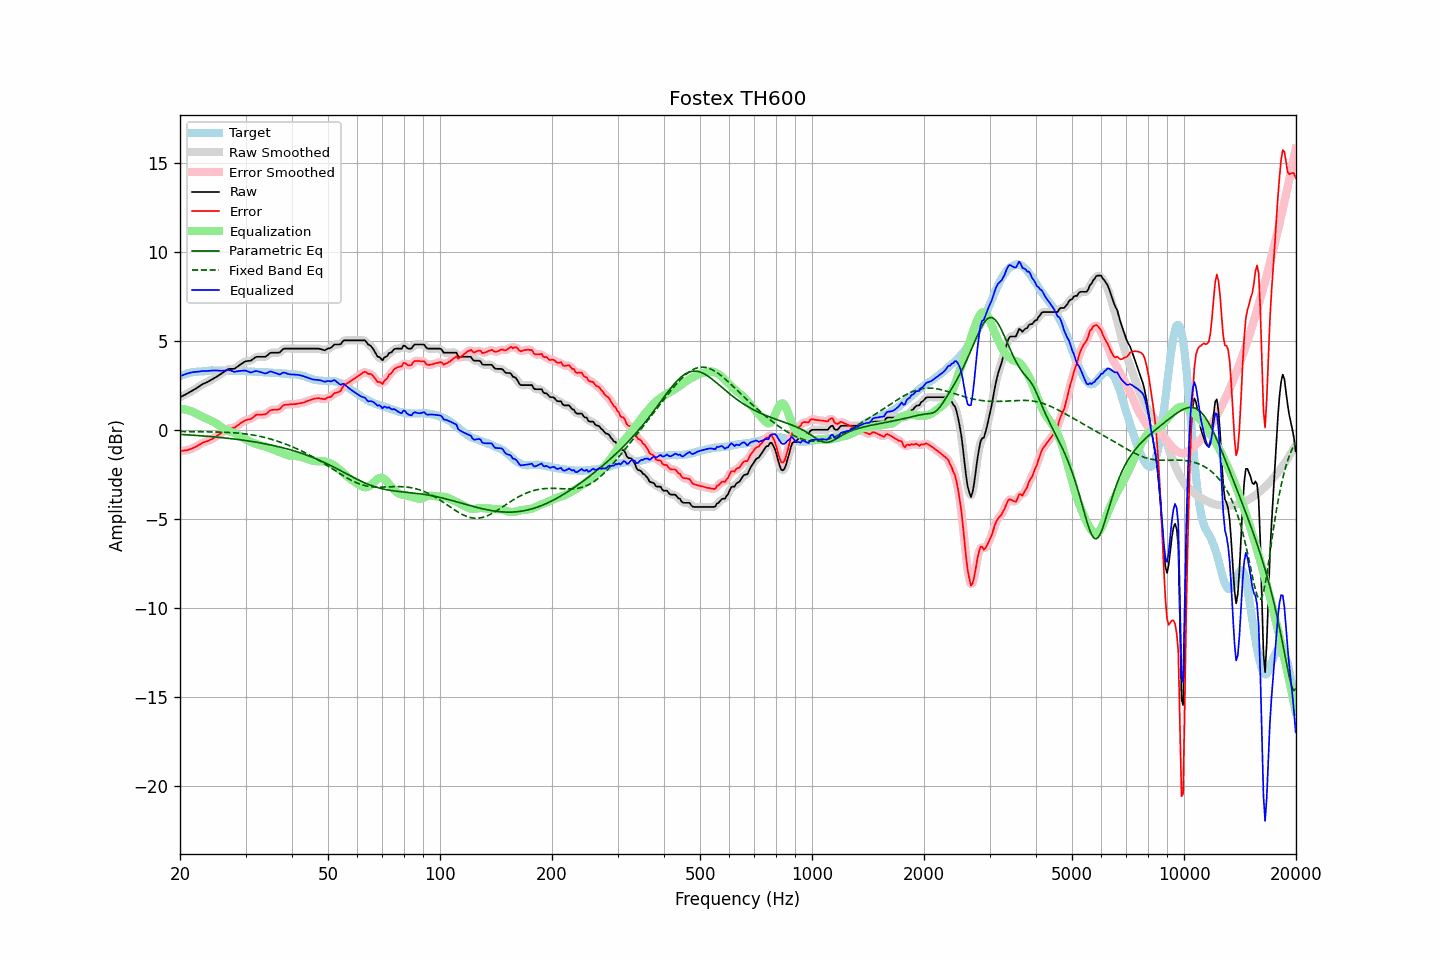 Fostex TH600
Target
Raw Smoothed
Error Smoothed
Raw
Error
Equalization
Parametric Eq
Fixed Band Eq
Equalized
15
10
5
0
−5
−10
−15
−20
Amplitude (dBr)
20 50 100 200 500 1000 2000 5000 10000 20000
Frequency (Hz)